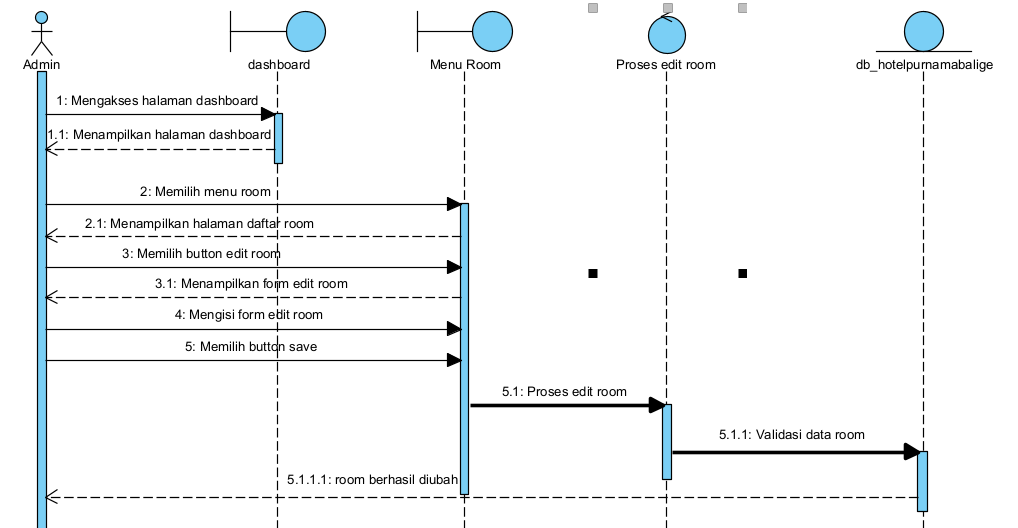 Admin
dashboard
Menu Room
Proses edit room
db_hotelpurnamabalige
1: Mengakses halaman dashboard
1.1: Menampilkan halaman dashboard
2: Memilih menu room
2.1: Menampilkan halaman daftar room
3: Memilih button edit room
3.1: Menampilkan form edit room
4: Mengisi form edit room
5: Memilih button save
5.1: Proses edit room
5.1.1: Validasi data room
5.1.1.1: room berhasil diubah